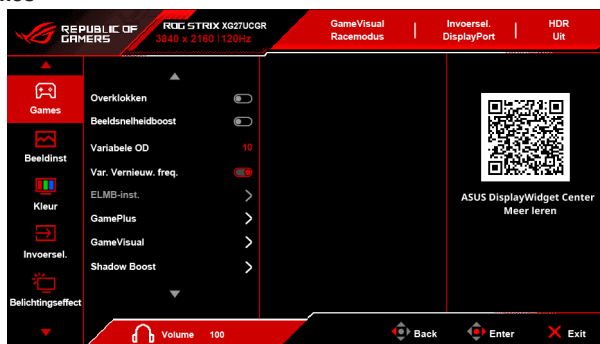 REPUBLIC OF
GAMERS
ROG STRIX XG27UCGR
3840 x 2160 I 120Hz
GameVisual
Racemodus
Invoersel.
DisplayPort
HDR
Uit
Games
Beeldinst
Kleur
Invoersel.
Belichtingseffect
Overklokken
Beeldsnelheidboost
Variabele OD 10
Var. Vernieuw. freq.
ELMB-inst.
GamePlus
GameVisual
Shadow Boost
ASUS DisplayWidget Center
Meer leren
Volume 100
Back
Enter
Exit